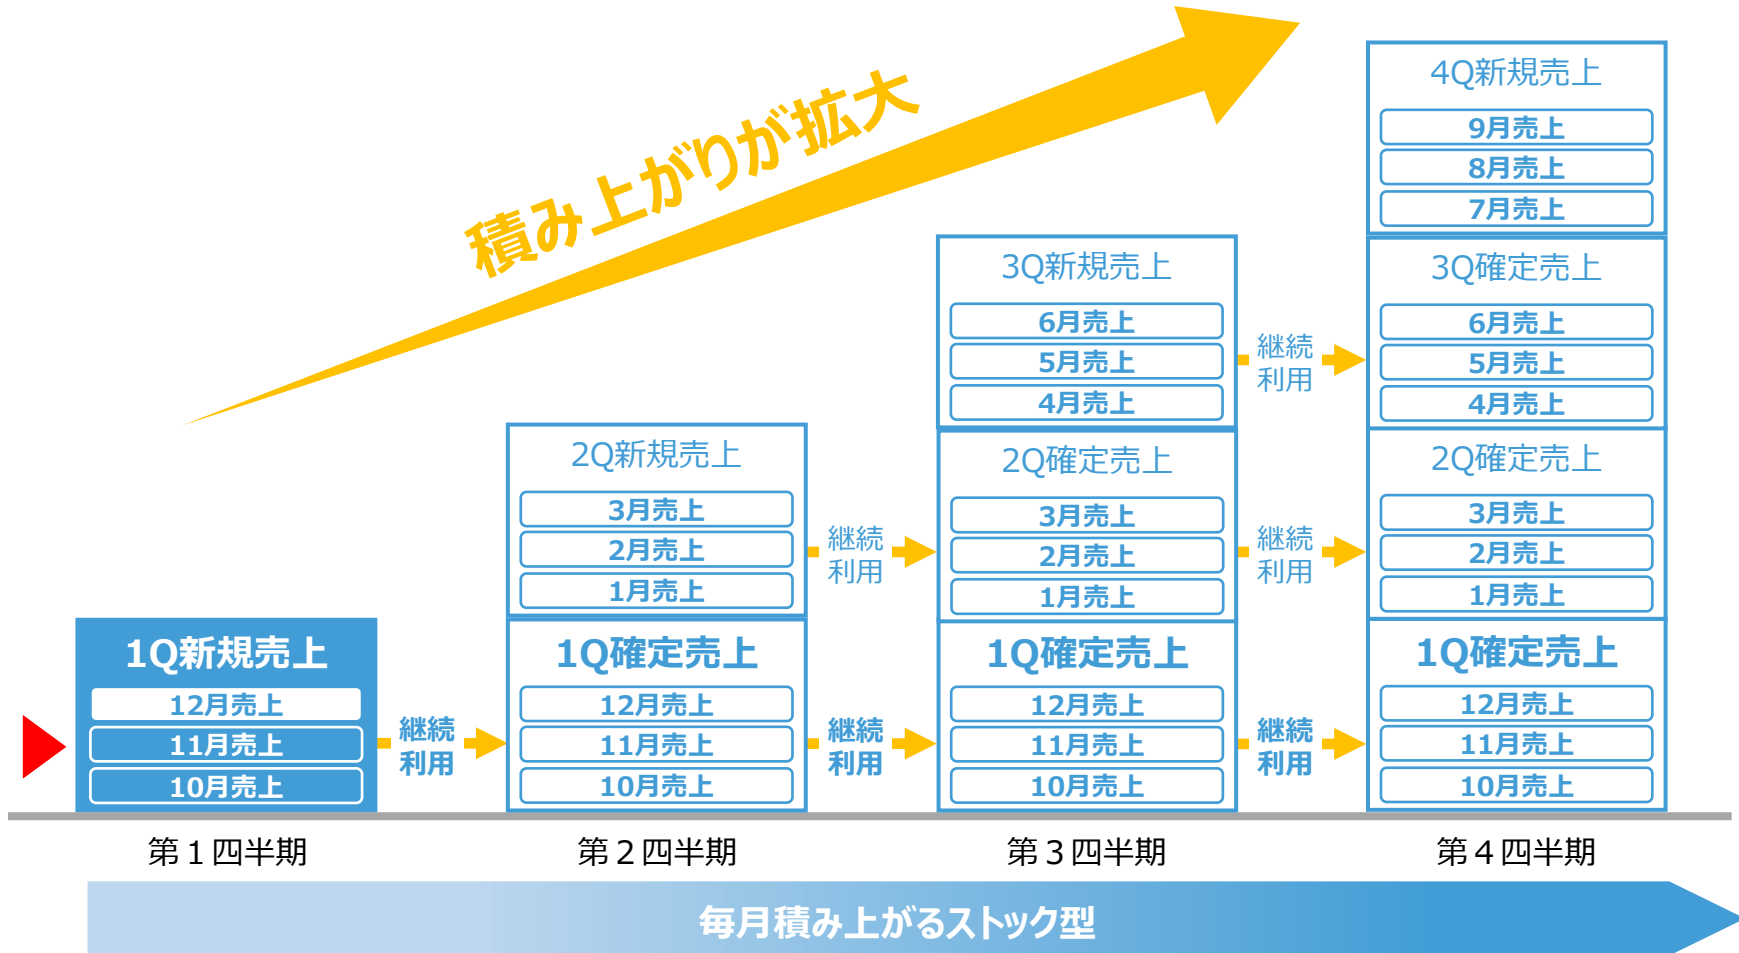 積み上がりが拡大
1Q新規売上
12月売上
11月売上
10月売上
継続
利用
2Q新規売上
3月売上
2月売上
1月売上
1Q確定売上
12月売上
11月売上
10月売上
継続
利用
継続
利用
3Q新規売上
6月売上
5月売上
4月売上
2Q確定売上
3月売上
2月売上
1月売上
1Q確定売上
12月売上
11月売上
10月売上
継続
利用
継続
利用
継続
利用
4Q新規売上
9月売上
8月売上
7月売上
3Q確定売上
6月売上
5月売上
4月売上
2Q確定売上
3月売上
2月売上
1月売上
1Q確定売上
12月売上
11月売上
10月売上
第１四半期
第２四半期
第３四半期
第４四半期
毎月積み上がるストック型